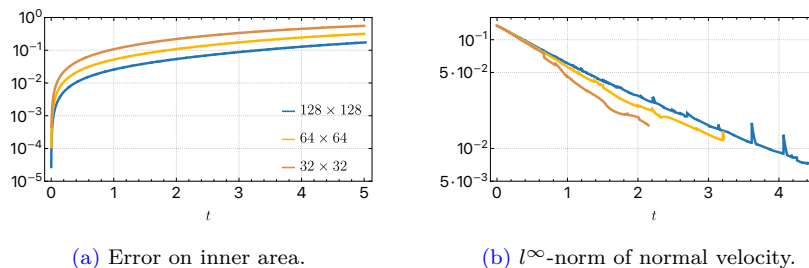 10⁰
10⁻¹
10⁻²
10⁻³
10⁻⁴
10⁻⁵
0 1 2 3 4 5
t
128 × 128
64 × 64
32 × 32
(a) Error on inner area.
10⁻¹
5·10⁻²
10⁻²
5·10⁻³
0 1 2 3 4
t
(b) l^∞-norm of normal velocity.